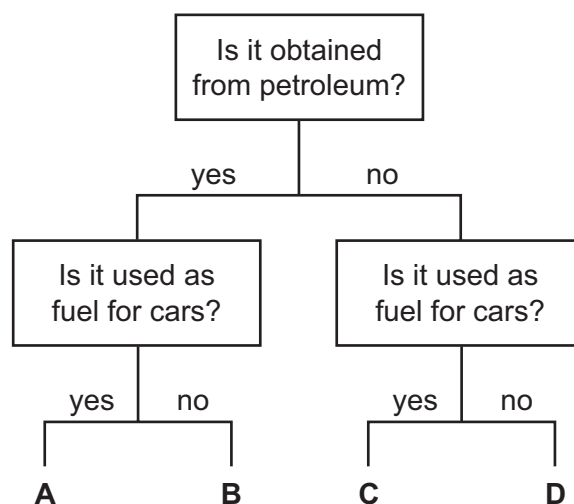 Is it obtained
from petroleum?
yes
no
Is it used as
fuel for cars?
Is it used as
fuel for cars?
yes
no
yes
no
A
B
C
D